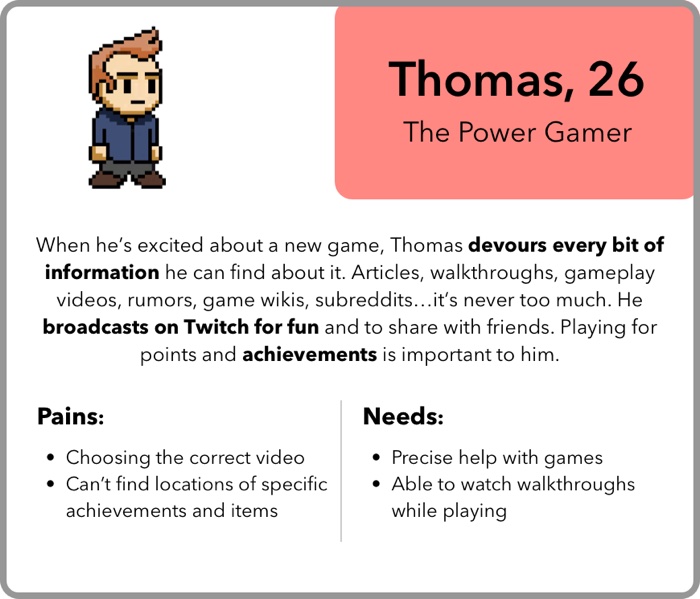 Thomas, 26
The Power Gamer
When he’s excited about a new game, Thomas devours every bit of
information he can find about it. Articles, walkthroughs, gameplay
videos, rumors, game wikis, subreddits…it’s never too much. He
broadcasts on Twitch for fun and to share with friends. Playing for
points and achievements is important to him.
Pains:
• Choosing the correct video
• Can’t find locations of specific
achievements and items
Needs:
• Precise help with games
• Able to watch walkthroughs
while playing